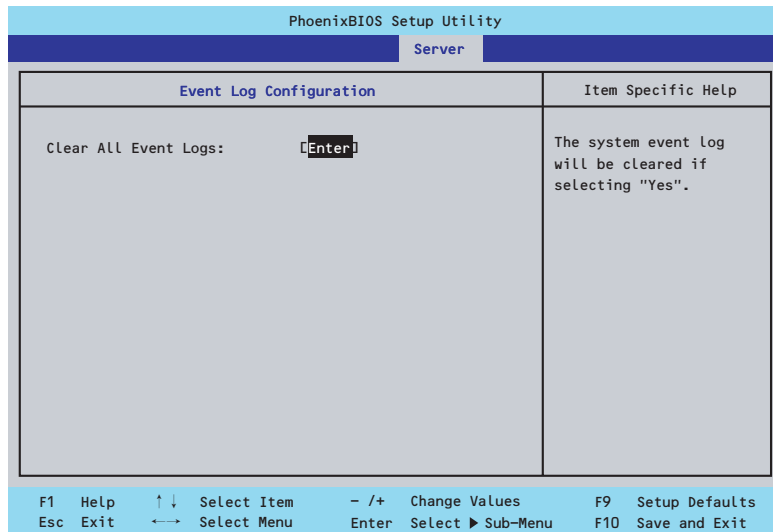 PhoenixBIOS Setup Utility
Server
Event Log Configuration
Item Specific Help
Clear All Event Logs: [Enter]
The system event log
will be cleared if
selecting "Yes".
F1 Help ↑↓ Select Item - /+ Change Values F9 Setup Defaults
Esc Exit ←→ Select Menu Enter Select ▶ Sub-Menu F10 Save and Exit